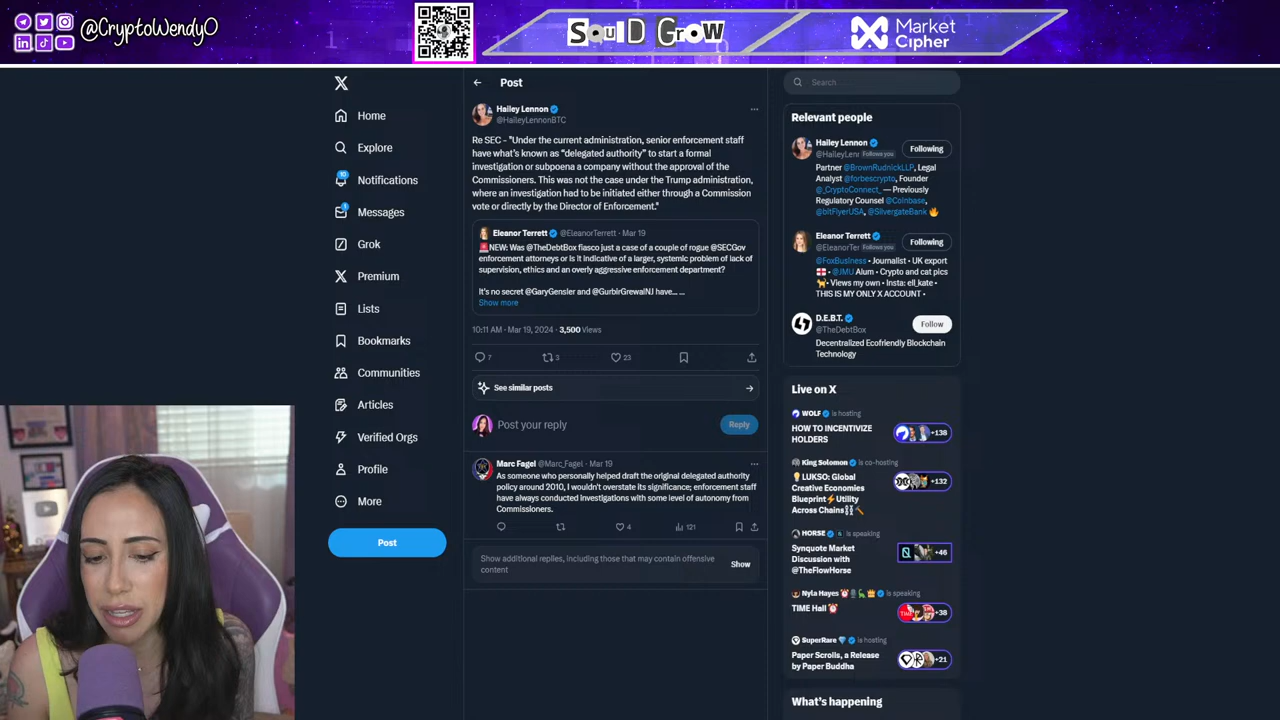 @CryptoWendyO
SquiD GroW
Market
Cipher
Home
Explore
Notifications
Messages
Grok
Premium
Lists
Bookmarks
Communities
Articles
Verified Orgs
Profile
More
Post
Post
Hailey Lennon
@HaileyLennonBTC
Re SEC - "Under the current administration, senior enforcement staff
have what's known as "delegated authority" to start a formal
investigation or subpoena a company without the approval of the
Commissioners. This was not the case under the Trump administration,
where an investigation had to be initiated either through a Commission
vote or directly by the Director of Enforcement."
Eleanor Terrett @EleanorTerrett · Mar 19
🚨NEW: Was @TheDebtBox fiasco just a case of a couple of rogue @SECGov
enforcement attorneys or is it indicative of a larger, systemic problem of lack of
supervision, ethics and an overly aggressive enforcement department?
It's no secret @GaryGensler and @GurbirGrewalNJ have... ...
Show more
10:11 AM · Mar 19, 2024 · 3,500 Views
7 3 23
See similar posts
Post your reply
Reply
Marc Fagel @Marc_Fagel · Mar 19
As someone who personally helped draft the original delegated authority
policy around 2010, I wouldn't overstate its significance; enforcement staff
have always conducted investigations with some level of autonomy from
Commissioners.
4 121
Show additional replies, including those that may contain offensive
content
Show
Search
Relevant people
Hailey Lennon
@HaileyLenn Follows you
Following
Partner @BrownRudnickLLP, Legal
Analyst @forbescrypto, Founder
@_CryptoConnect_ — Previously
Regulatory Counsel @Coinbase,
@bitFlyerUSA, @SilvergateBank 🔥
Eleanor Terrett
@EleanorTer Follows you
Following
@FoxBusiness • Journalist • UK export
🏴󠁧󠁢󠁥󠁮󠁧󠁿 • @JMU Alum • Crypto and cat pics
🐈• Views my own • Insta: ell_kate •
THIS IS MY ONLY X ACCOUNT •
D.E.B.T.
@TheDebtBox
Follow
Decentralized Ecofriendly Blockchain
Technology
Live on X
WOLF is hosting
HOW TO INCENTIVIZE
HOLDERS
+138
King Solomon is co-hosting
💡LUKSO: Global
Creative Economies
Blueprint⚡Utility
Across Chains⛓🔨
+132
HORSE is speaking
Synquote Market
Discussion with
@TheFlowHorse
+46
Nyla Hayes is speaking
TIME Hall ⏰
+38
SuperRare is hosting
Paper Scrolls, a Release
by Paper Buddha
+21
What's happening